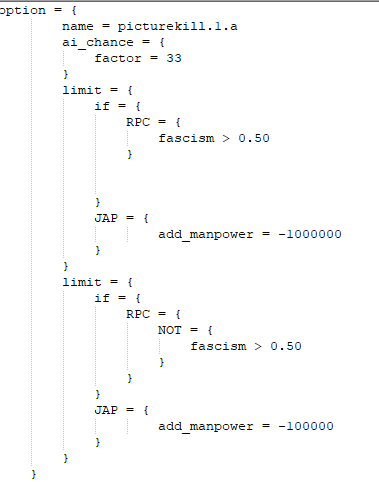 option = {
name = picturekill.1.a
ai_chance = {
factor = 33
}
limit = {
if = {
RPC = {
fascism > 0.50
}
}
JAP = {
add_manpower = -1000000
}
}
limit = {
if = {
RPC = {
NOT = {
fascism > 0.50
}
}
}
JAP = {
add_manpower = -100000
}
}
}